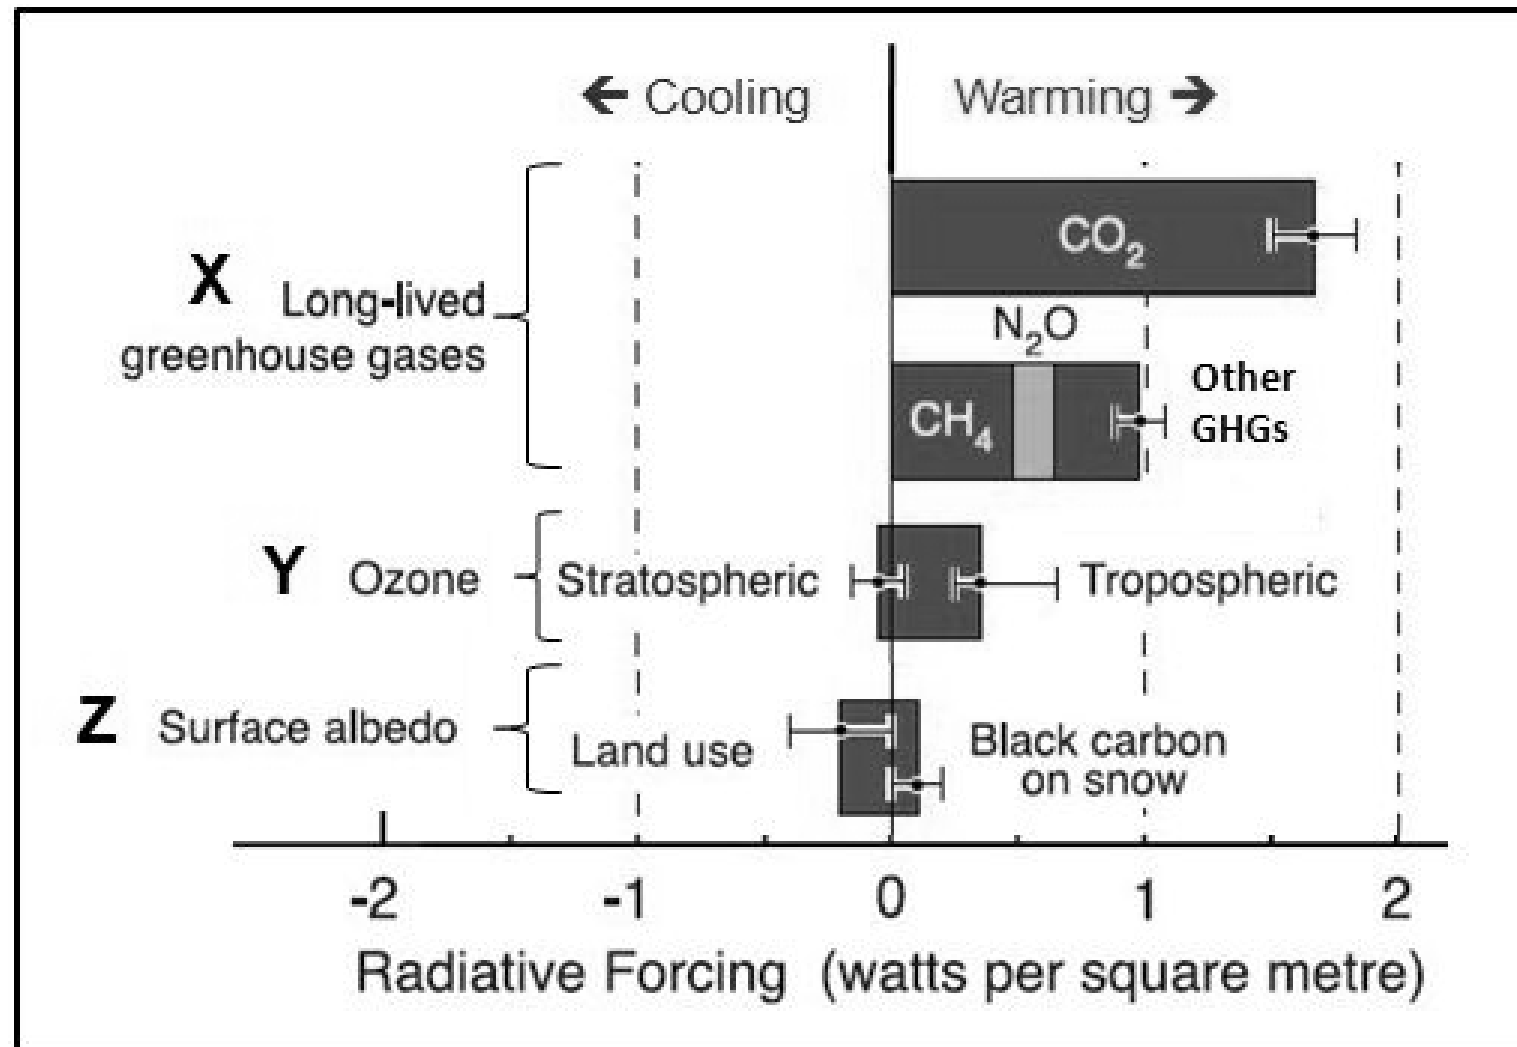 ← Cooling Warming →
CO₂
X Long-lived
greenhouse gases
N₂O
CH₄
Other
GHGs
Y Ozone Stratospheric Tropospheric
Z Surface albedo
Land use
Black carbon
on snow
-2 -1 0 1 2
Radiative Forcing (watts per square metre)